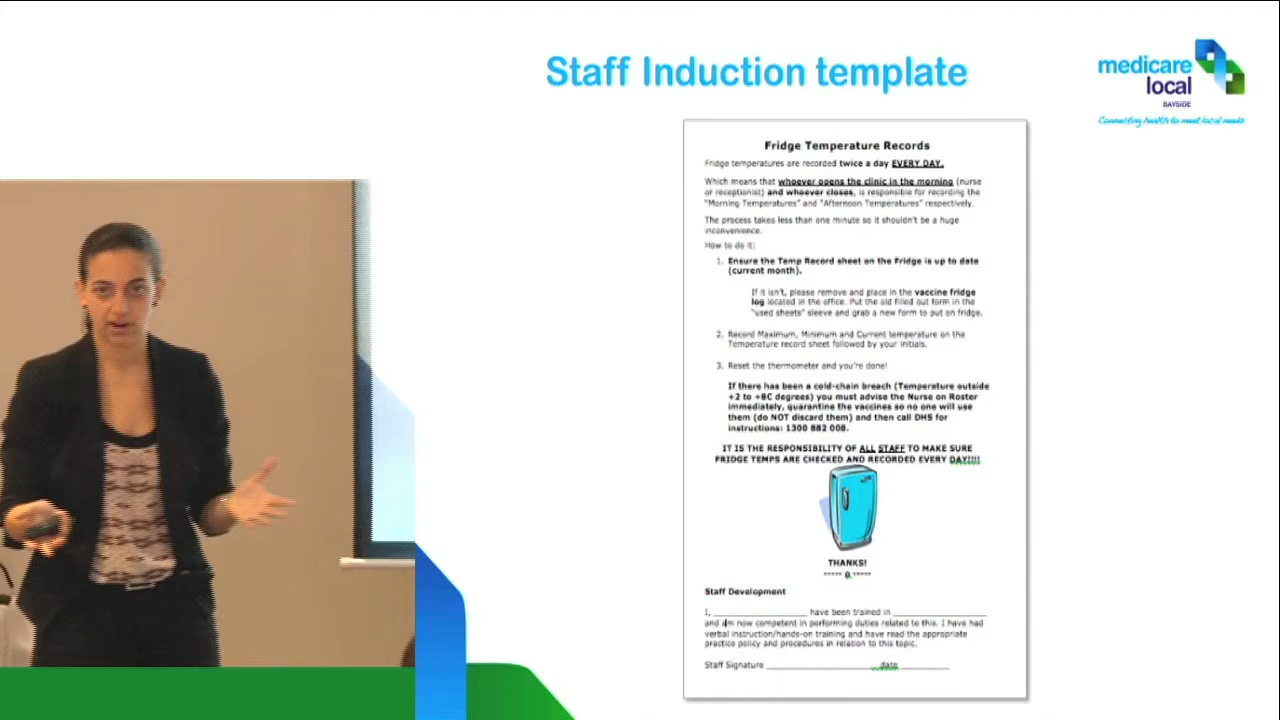 Staff Induction template
medicare
local
BAYSIDE
Connecting health to meet local needs
Fridge Temperature Records
Fridge temperatures are recorded twice a day EVERY DAY.
Which means that whoever opens the clinic in the morning (nurse
or receptionist) and whoever closes, is responsible for recording the
"Morning Temperatures" and "Afternoon Temperatures" respectively.
The process takes less than one minute so it shouldn't be a huge
inconvenience.
How to do it:
1. Ensure the Temp Record sheet on the Fridge is up to date
(current month).
If it isn't, please remove and place in the vaccine fridge
log located in the office. Put the old filled out form in the
"used sheets" sleeve and grab a new form to put on fridge.
2. Record Maximum, Minimum and Current temperature on the
Temperature record sheet followed by your initials.
3. Reset the thermometer and you're done!
If there has been a cold-chain breach (Temperature outside
+2 to +8C degrees) you must advise the Nurse on Roster
immediately, quarantine the vaccines so no one will use
them (do NOT discard them) and then call DHS for
instructions: 1300 882 008.
IT IS THE RESPONSIBILITY OF ALL STAFF TO MAKE SURE
FRIDGE TEMPS ARE CHECKED AND RECORDED EVERY DAY!!!!
THANKS!
Staff Development
I, ____________________ have been trained in ____________________
and am now competent in performing duties related to this. I have had
verbal instruction/hands-on training and have read the appropriate
practice policy and procedures in relation to this topic.
Staff Signature ______________________ date __________